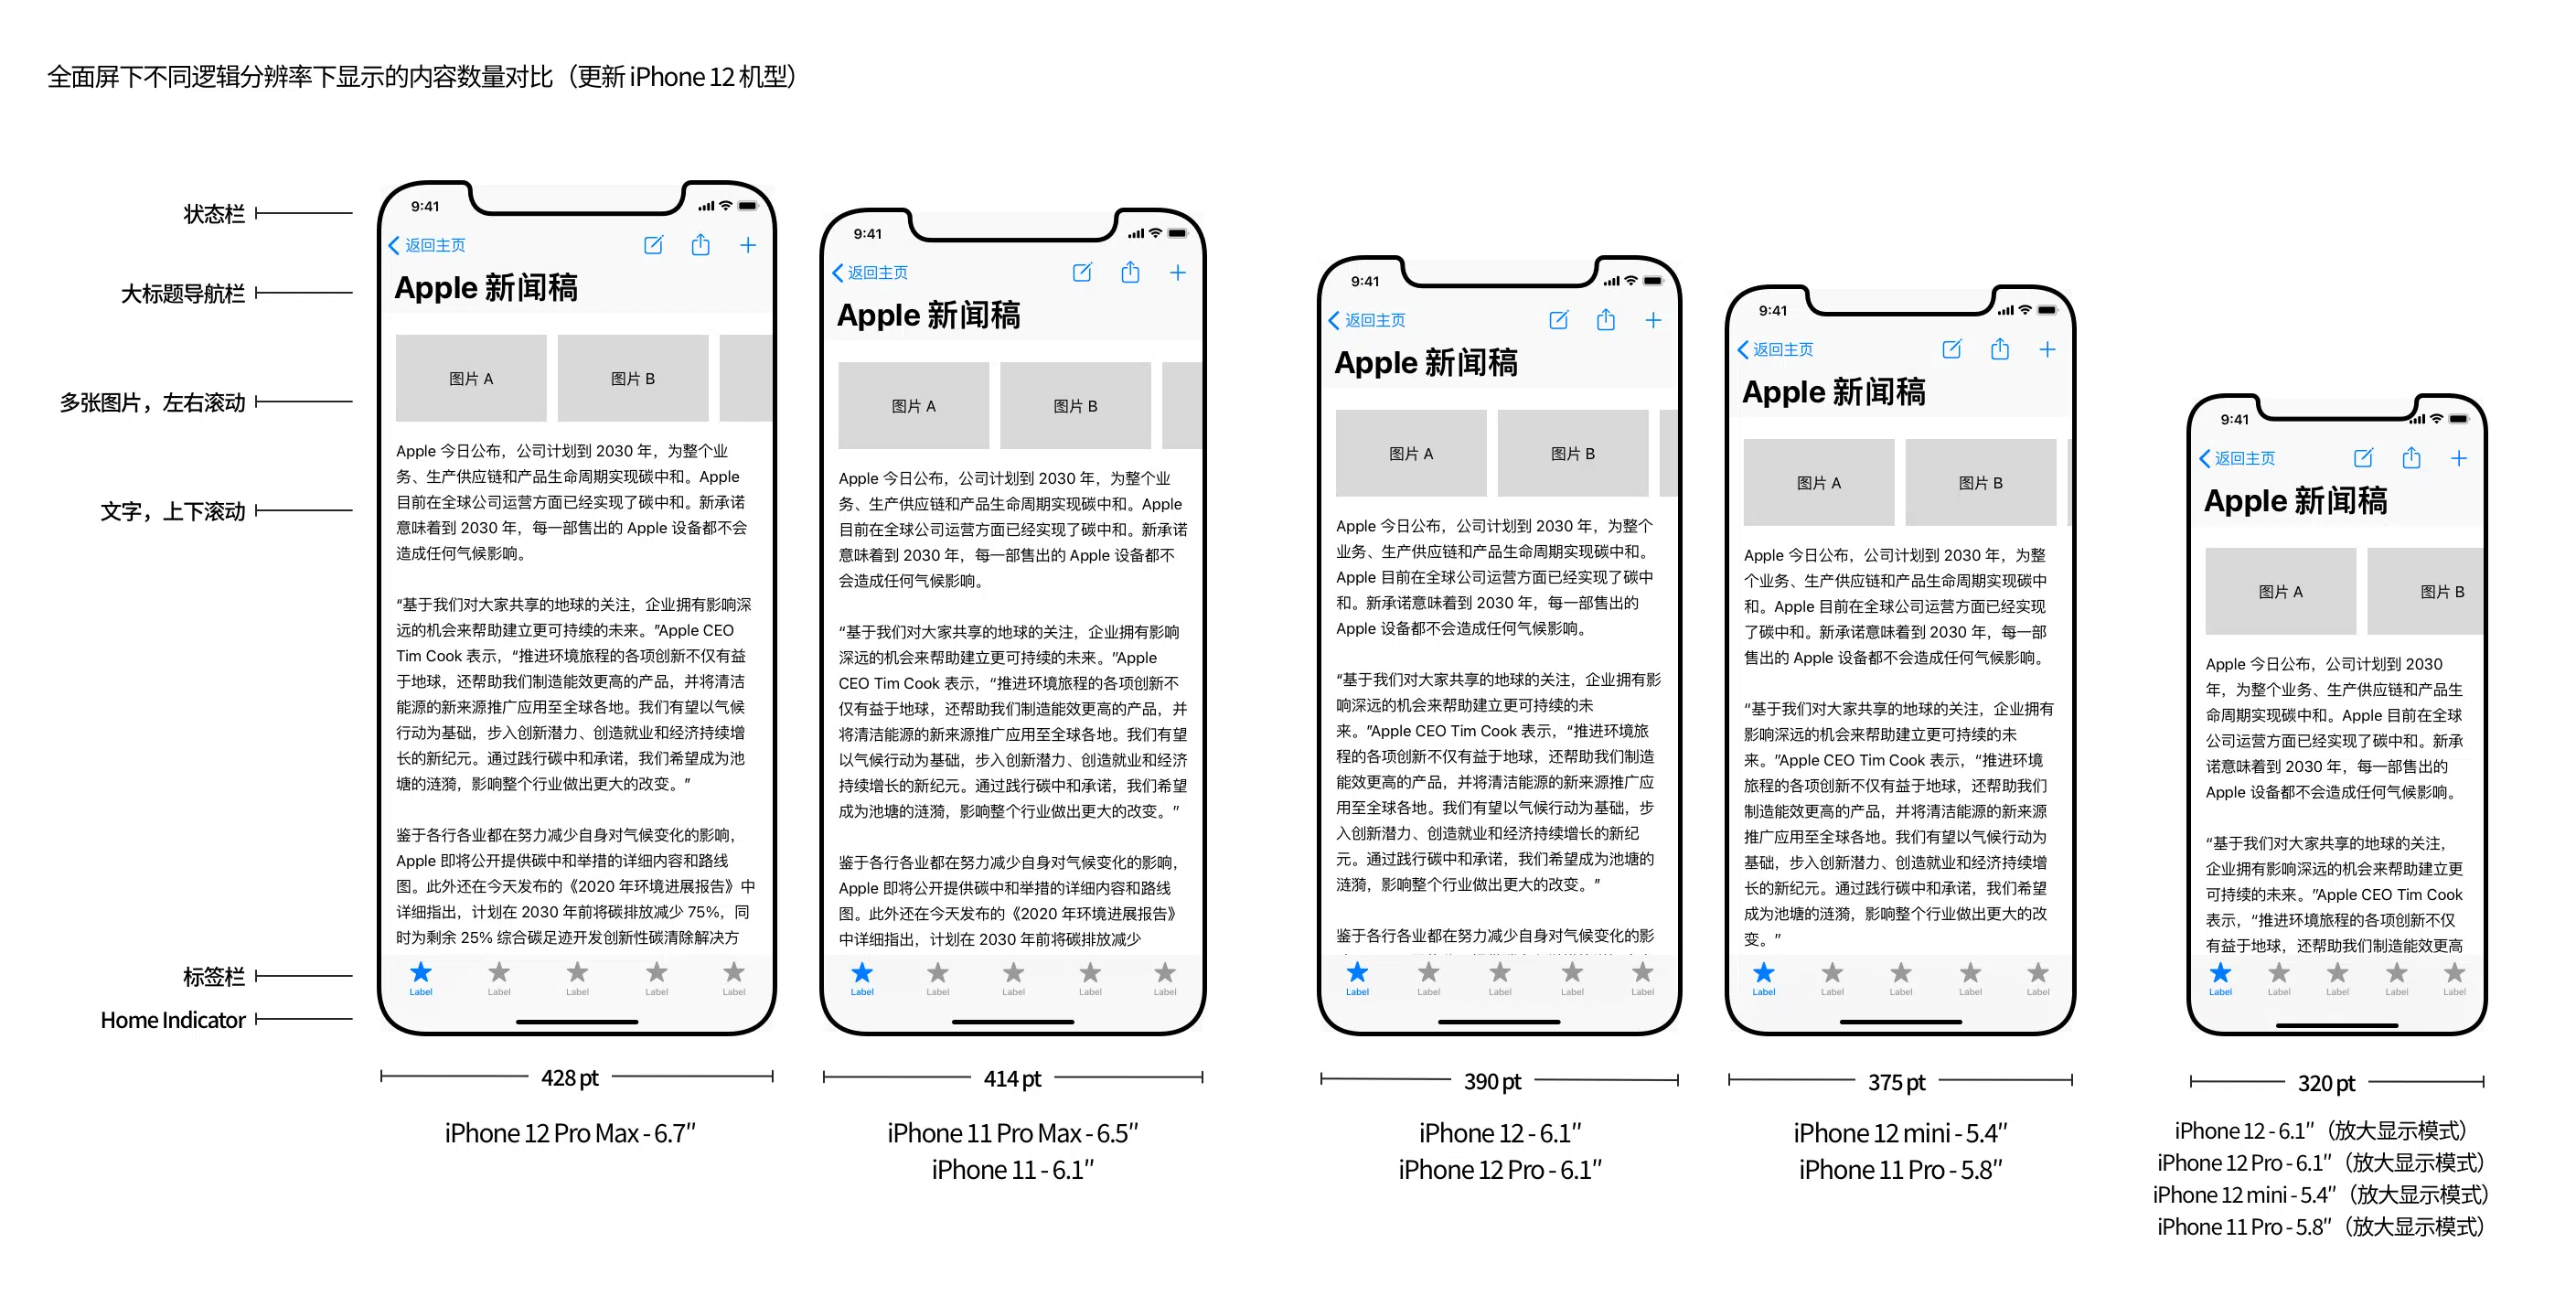 全面屏下不同逻辑分辨率下显示的内容数量对比（更新 iPhone 12 机型）
状态栏
大标题导航栏
多张图片，左右滚动
文字，上下滚动
标签栏
Home Indicator
9:41
返回主页
Apple 新闻稿
图片 A
图片 B
Apple 今日公布，公司计划到 2030 年，为整个业
务、生产供应链和产品生命周期实现碳中和。Apple
目前在全球公司运营方面已经实现了碳中和。新承诺
意味着到 2030 年，每一部售出的 Apple 设备都不会
造成任何气候影响。
“基于我们对大家共享的地球的关注，企业拥有影响深
远的机会来帮助建立更可持续的未来。”Apple CEO
Tim Cook 表示，“推进环境旅程的各项创新不仅有益
于地球，还帮助我们制造能效更高的产品，并将清洁
能源的新来源推广应用至全球各地。我们有望以气候
行动为基础，步入创新潜力、创造就业和经济持续增
长的新纪元。通过践行碳中和承诺，我们希望成为池
塘的涟漪，影响整个行业做出更大的改变。”
鉴于各行各业都在努力减少自身对气候变化的影响，
Apple 即将公开提供碳中和举措的详细内容和路线
图。此外还在今天发布的《2020 年环境进展报告》中
详细指出，计划在 2030 年前将碳排放减少 75%，同
时为剩余 25% 综合碳足迹开发创新性碳清除解决方
Label
Label
Label
Label
Label
428 pt
iPhone 12 Pro Max - 6.7″
9:41
返回主页
Apple 新闻稿
图片 A
图片 B
Apple 今日公布，公司计划到 2030 年，为整个业
务、生产供应链和产品生命周期实现碳中和。Apple
目前在全球公司运营方面已经实现了碳中和。新承诺
意味着到 2030 年，每一部售出的 Apple 设备都不
会造成任何气候影响。
“基于我们对大家共享的地球的关注，企业拥有影响
深远的机会来帮助建立更可持续的未来。”Apple
CEO Tim Cook 表示，“推进环境旅程的各项创新不
仅有益于地球，还帮助我们制造能效更高的产品，并
将清洁能源的新来源推广应用至全球各地。我们有望
以气候行动为基础，步入创新潜力、创造就业和经济
持续增长的新纪元。通过践行碳中和承诺，我们希望
成为池塘的涟漪，影响整个行业做出更大的改变。”
鉴于各行各业都在努力减少自身对气候变化的影响，
Apple 即将公开提供碳中和举措的详细内容和路线
图。此外还在今天发布的《2020 年环境进展报告》
中详细指出，计划在 2030 年前将碳排放减少
Label
Label
Label
Label
Label
414 pt
iPhone 11 Pro Max - 6.5″
iPhone 11 - 6.1″
9:41
返回主页
Apple 新闻稿
图片 A
图片 B
Apple 今日公布，公司计划到 2030 年，为整个
业务、生产供应链和产品生命周期实现碳中和。
Apple 目前在全球公司运营方面已经实现了碳中
和。新承诺意味着到 2030 年，每一部售出的
Apple 设备都不会造成任何气候影响。
“基于我们对大家共享的地球的关注，企业拥有影
响深远的机会来帮助建立更可持续的未
来。”Apple CEO Tim Cook 表示，“推进环境旅
程的各项创新不仅有益于地球，还帮助我们制造
能效更高的产品，并将清洁能源的新来源推广应
用至全球各地。我们有望以气候行动为基础，步
入创新潜力、创造就业和经济持续增长的新纪
元。通过践行碳中和承诺，我们希望成为池塘的
涟漪，影响整个行业做出更大的改变。”
鉴于各行各业都在努力减少自身对气候变化的影
Label
Label
Label
Label
Label
390 pt
iPhone 12 - 6.1″
iPhone 12 Pro - 6.1″
9:41
返回主页
Apple 新闻稿
图片 A
图片 B
Apple 今日公布，公司计划到 2030 年，为整
个业务、生产供应链和产品生命周期实现碳中
和。Apple 目前在全球公司运营方面已经实现
了碳中和。新承诺意味着到 2030 年，每一部
售出的 Apple 设备都不会造成任何气候影响。
“基于我们对大家共享的地球的关注，企业拥有
影响深远的机会来帮助建立更可持续的未
来。”Apple CEO Tim Cook 表示，“推进环境
旅程的各项创新不仅有益于地球，还帮助我们
制造能效更高的产品，并将清洁能源的新来源
推广应用至全球各地。我们有望以气候行动为
基础，步入创新潜力、创造就业和经济持续增
长的新纪元。通过践行碳中和承诺，我们希望
成为池塘的涟漪，影响整个行业做出更大的改
变。”
Label
Label
Label
Label
Label
375 pt
iPhone 12 mini - 5.4″
iPhone 11 Pro - 5.8″
9:41
返回主页
Apple 新闻稿
图片 A
图片 B
Apple 今日公布，公司计划到 2030
年，为整个业务、生产供应链和产品生
命周期实现碳中和。Apple 目前在全球
公司运营方面已经实现了碳中和。新承
诺意味着到 2030 年，每一部售出的
Apple 设备都不会造成任何气候影响。
“基于我们对大家共享的地球的关注，
企业拥有影响深远的机会来帮助建立更
可持续的未来。”Apple CEO Tim Cook
表示，“推进环境旅程的各项创新不仅
有益于地球，还帮助我们制造能效更高
Label
Label
Label
Label
Label
320 pt
iPhone 12 - 6.1″（放大显示模式）
iPhone 12 Pro - 6.1″（放大显示模式）
iPhone 12 mini - 5.4″（放大显示模式）
iPhone 11 Pro - 5.8″（放大显示模式）